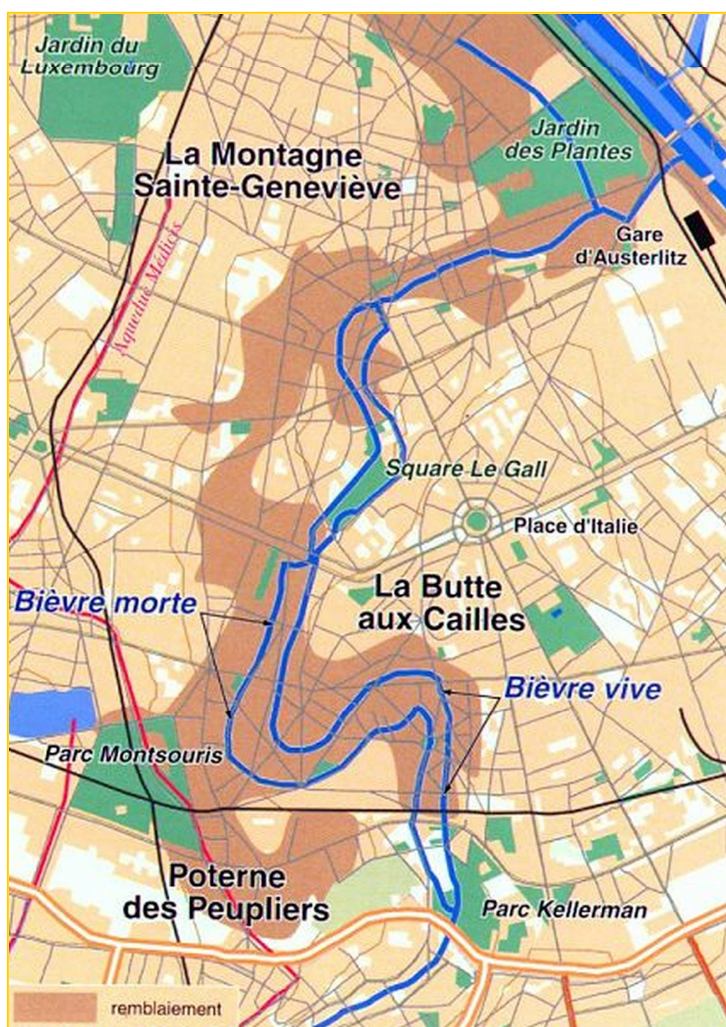 Jardin du
Luxembourg
La Montagne
Sainte-Geneviève
Jardin
des Plantes
Gare
d'Austerlitz
Aqueduc Médicis
Square Le Gall
Place d'Italie
Bièvre morte
La Butte
aux Cailles
Bièvre vive
Parc Montsouris
Poterne
des Peupliers
Parc Kellerman
remblaiement